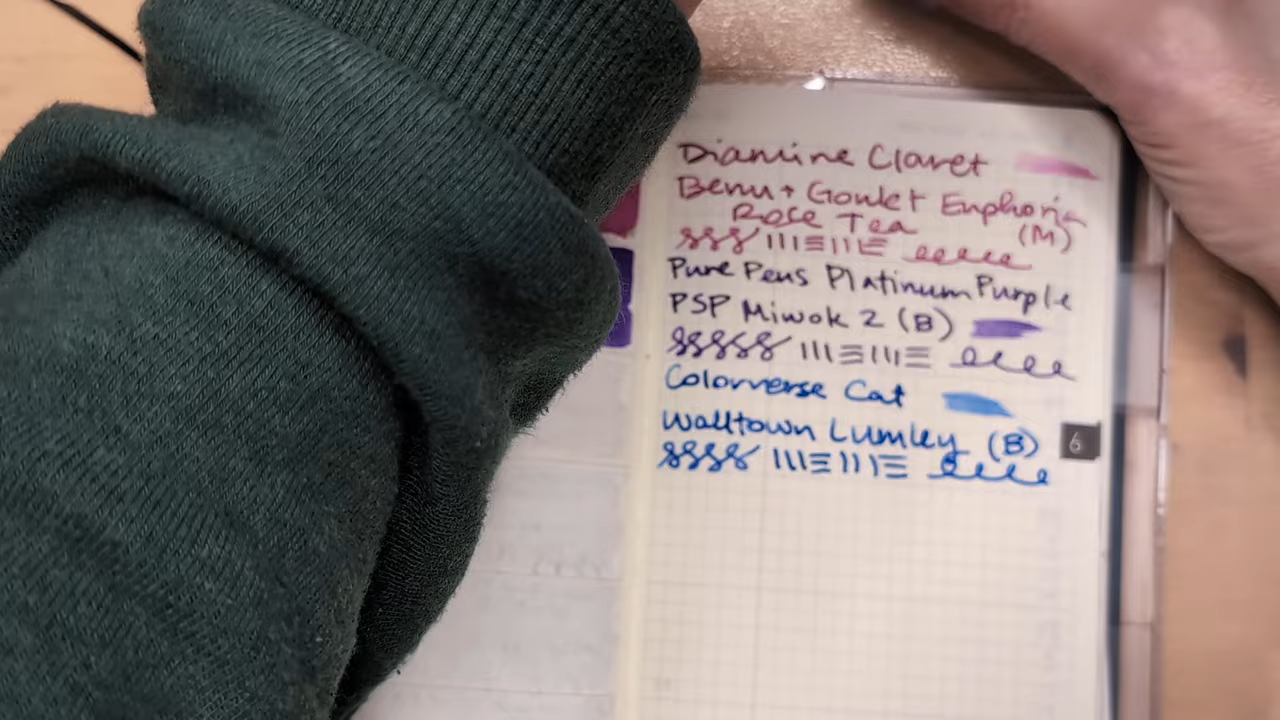 Diamine Claret
Benu + Goulet Euphoria
Rose Tea (M)
Pure Pens Platinum Purple
PSP Miwok 2 (B)
Colorverse Cat
Walltown Lumley (B)
6